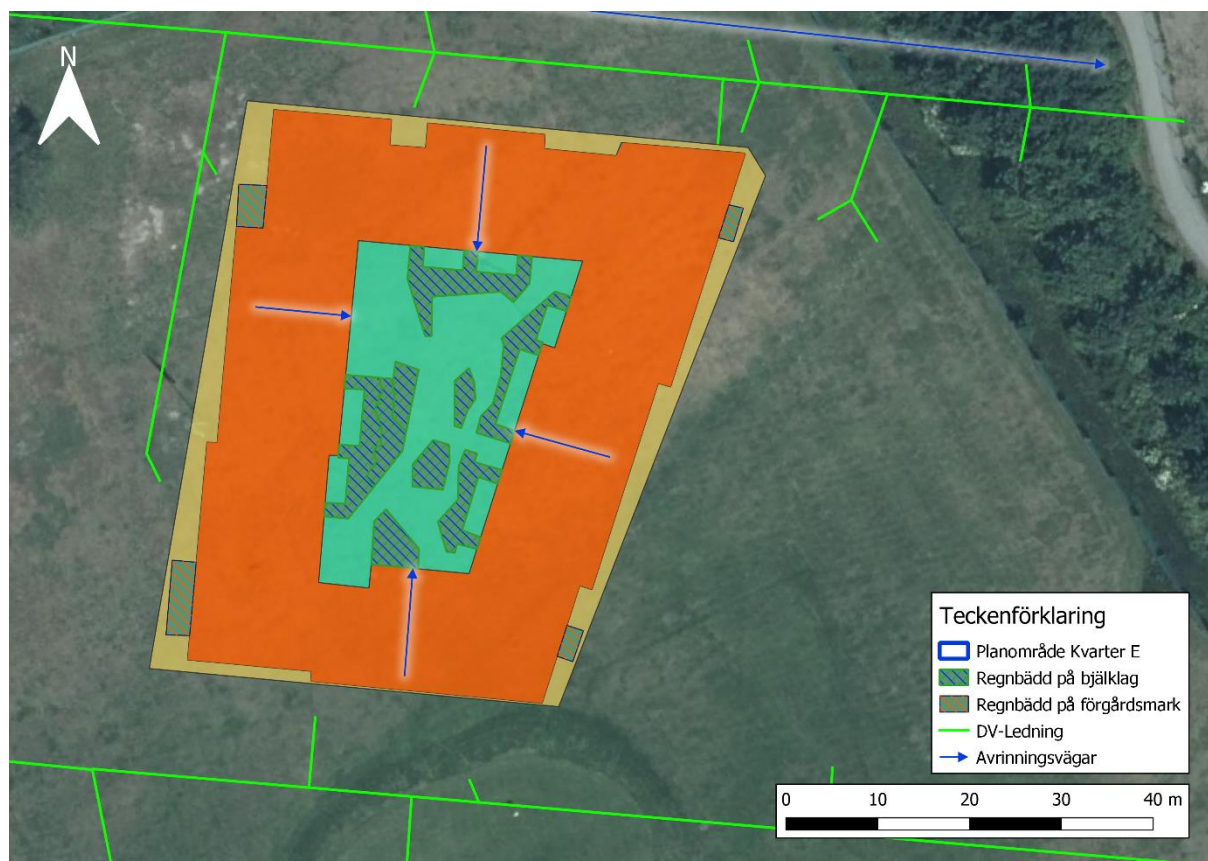 N
Teckenförklaring
Planområde Kvarter E
Regnbädd på bjälklag
Regnbädd på förgårdsmark
DV-Ledning
Avrinningsvägar
0 10 20 30 40 m